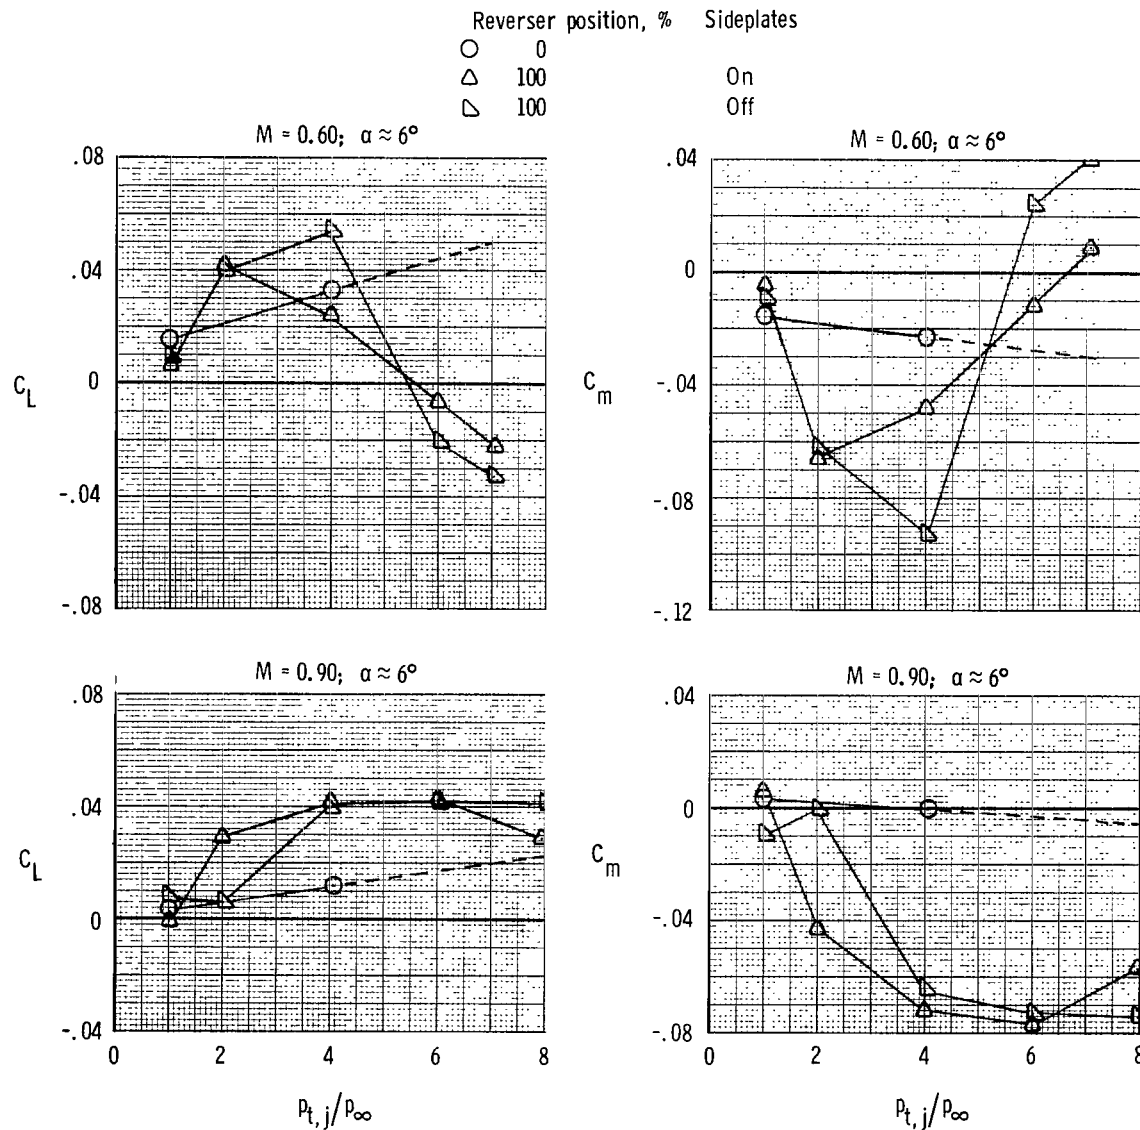 Reverser position, % Sideplates
0
100 On
100 Off
M = 0.60; α ≈ 6°
.08
.04
0
-.04
-.08
C_L
M = 0.60; α ≈ 6°
.04
0
-.04
-.08
-.12
C_m
M = 0.90; α ≈ 6°
.08
.04
0
-.04
C_L
0 2 4 6 8
p_t,j/p_∞
M = 0.90; α ≈ 6°
.04
0
-.04
-.08
C_m
0 2 4 6 8
p_t,j/p_∞